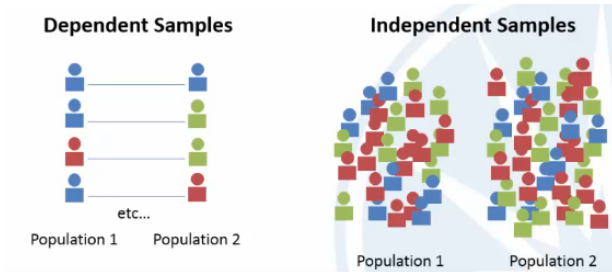 Dependent Samples
etc...
Population 1
Population 2
Independent Samples
Population 1
Population 2